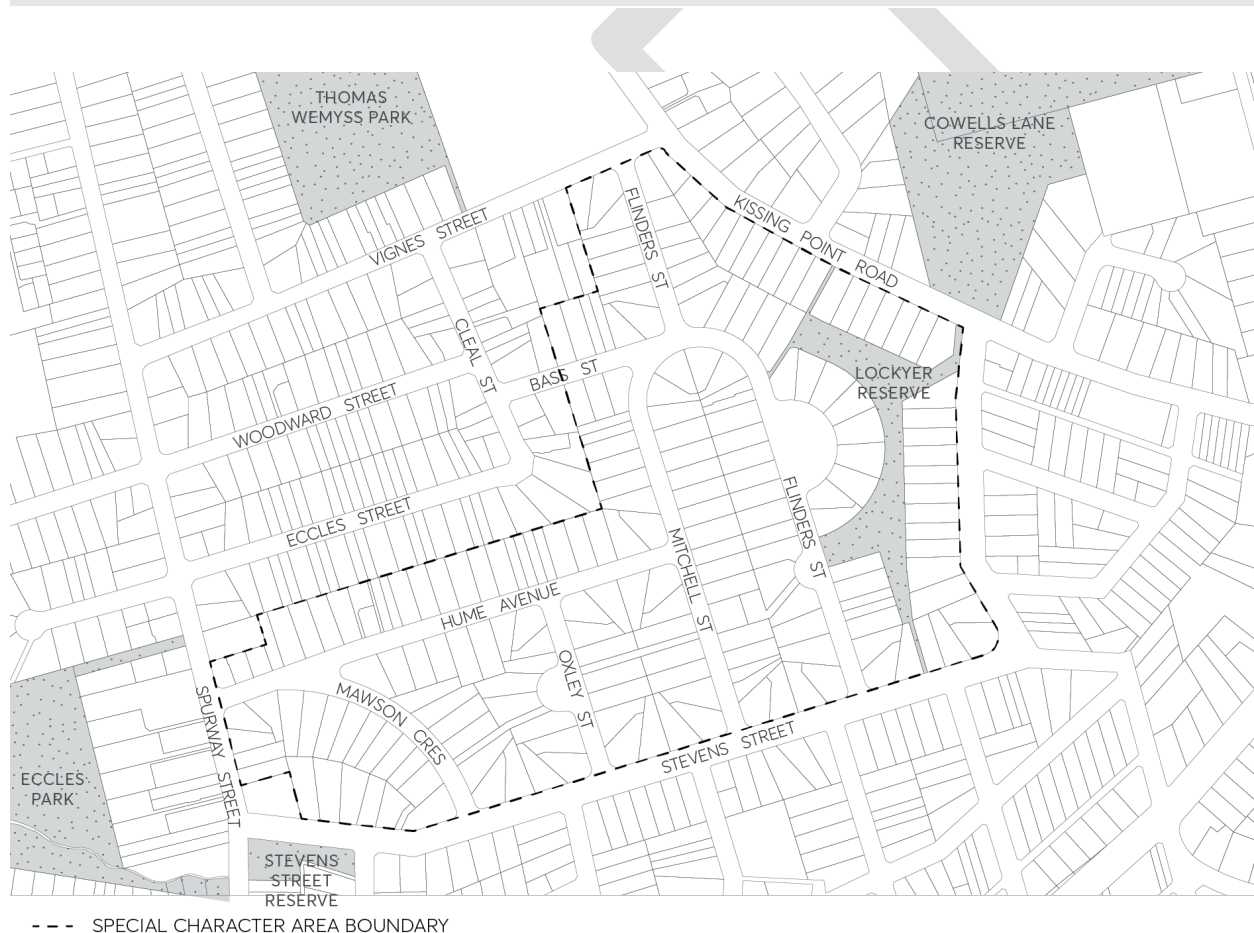 THOMAS
WEMYSS PARK
COWELLS LANE
RESERVE
FLINDERS ST
KISSING POINT ROAD
VIGNES STREET
CLEAL ST
BASS ST
LOCKYER
RESERVE
WOODWARD STREET
ECCLES STREET
FLINDERS ST
MITCHELL ST
HUME AVENUE
OXLEY ST
MAWSON CRES
SPURWAY STREET
STEVENS STREET
ECCLES
PARK
STEVENS
STREET
RESERVE
SPECIAL CHARACTER AREA BOUNDARY